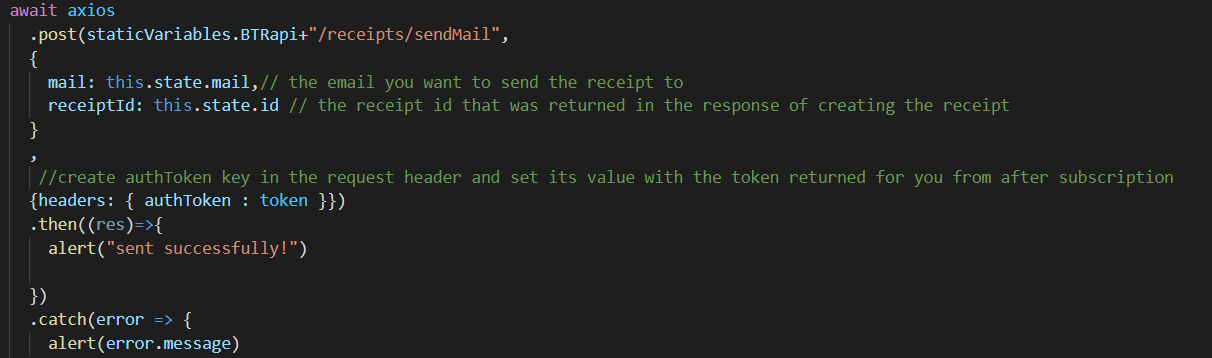 await axios
.post(staticVariables.BTRapi+"/receipts/sendMail",
{
mail: this.state.mail,// the email you want to send the receipt to
receiptId: this.state.id // the receipt id that was returned in the response of creating the receipt
}
,
//create authToken key in the request header and set its value with the token returned for you from after subscription
{headers: { authToken : token }})
.then((res)=>{
alert("sent successfully!")
})
.catch(error => {
alert(error.message)